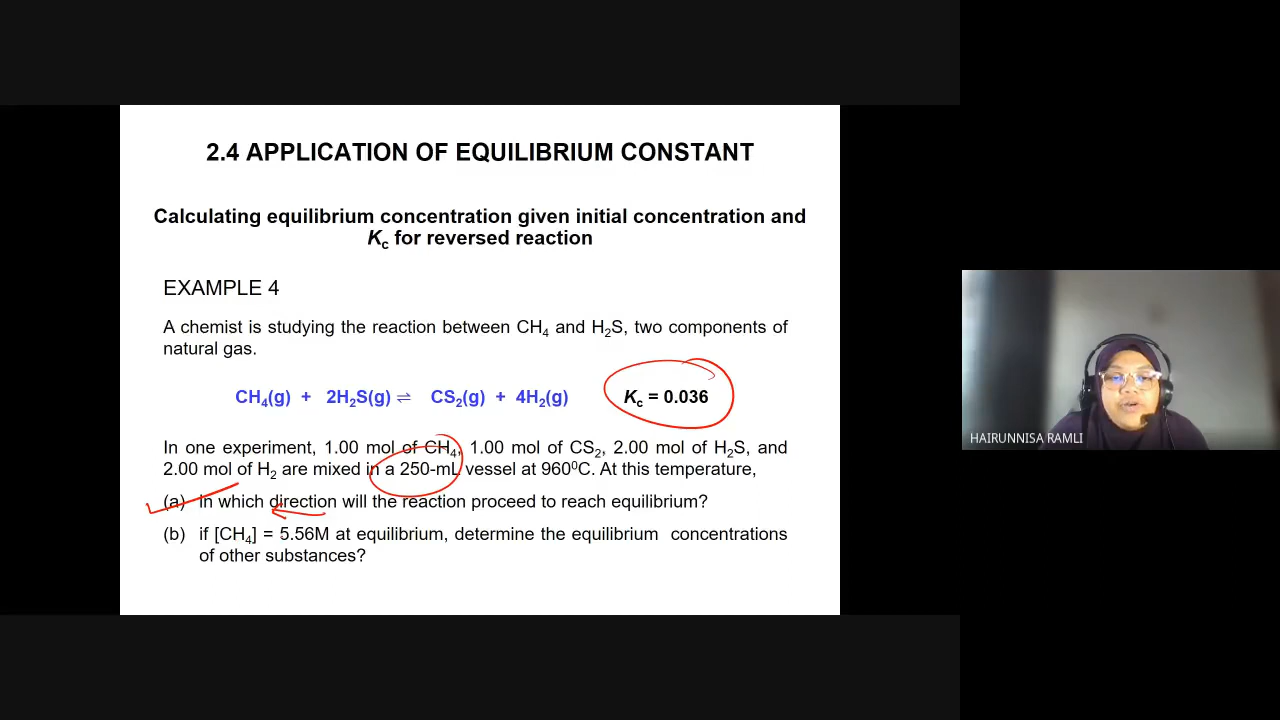 2.4 APPLICATION OF EQUILIBRIUM CONSTANT
Calculating equilibrium concentration given initial concentration and
Kc for reversed reaction
EXAMPLE 4
A chemist is studying the reaction between CH₄ and H₂S, two components of
natural gas.
CH₄(g) + 2H₂S(g) ⇌ CS₂(g) + 4H₂(g) Kc = 0.036
In one experiment, 1.00 mol of CH₄, 1.00 mol of CS₂, 2.00 mol of H₂S, and
2.00 mol of H₂ are mixed in a 250-mL vessel at 960⁰C. At this temperature,
(a) in which direction will the reaction proceed to reach equilibrium?
(b) if [CH₄] = 5.56M at equilibrium, determine the equilibrium concentrations
of other substances?
HAIRUNNISA RAMLI